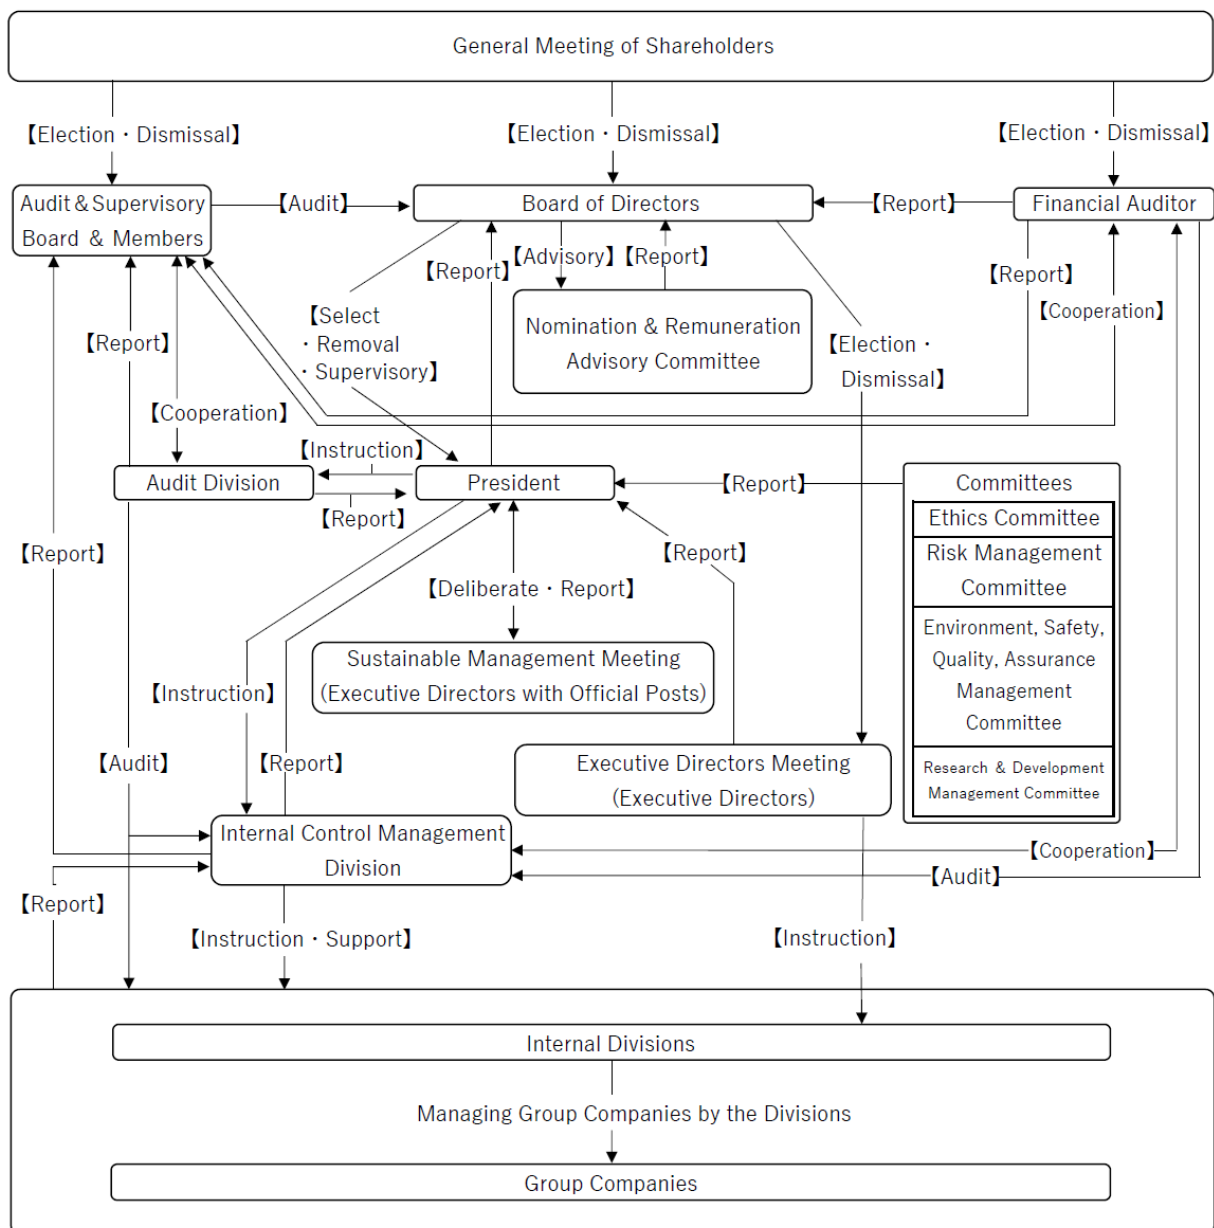 General Meeting of Shareholders
【Election・Dismissal】
【Election・Dismissal】
【Election・Dismissal】
Audit & Supervisory
Board & Members
【Audit】
Board of Directors
【Report】
Financial Auditor
【Report】
【Advisory】
【Report】
【Report】
【Cooperation】
【Select
・Removal
・Supervisory】
Nomination & Remuneration
Advisory Committee
【Election・
Dismissal】
【Report】
【Cooperation】
【Instruction】
Audit Division
President
【Report】
【Report】
Committees
Ethics Committee
Risk Management
Committee
Environment, Safety,
Quality, Assurance
Management
Committee
Research & Development
Management Committee
【Report】
【Report】
【Deliberate・Report】
Sustainable Management Meeting
(Executive Directors with Official Posts)
【Instruction】
【Audit】
【Report】
Executive Directors Meeting
(Executive Directors)
Internal Control Management
Division
【Cooperation】
【Audit】
【Report】
【Instruction・Support】
【Instruction】
Internal Divisions
Managing Group Companies by the Divisions
Group Companies